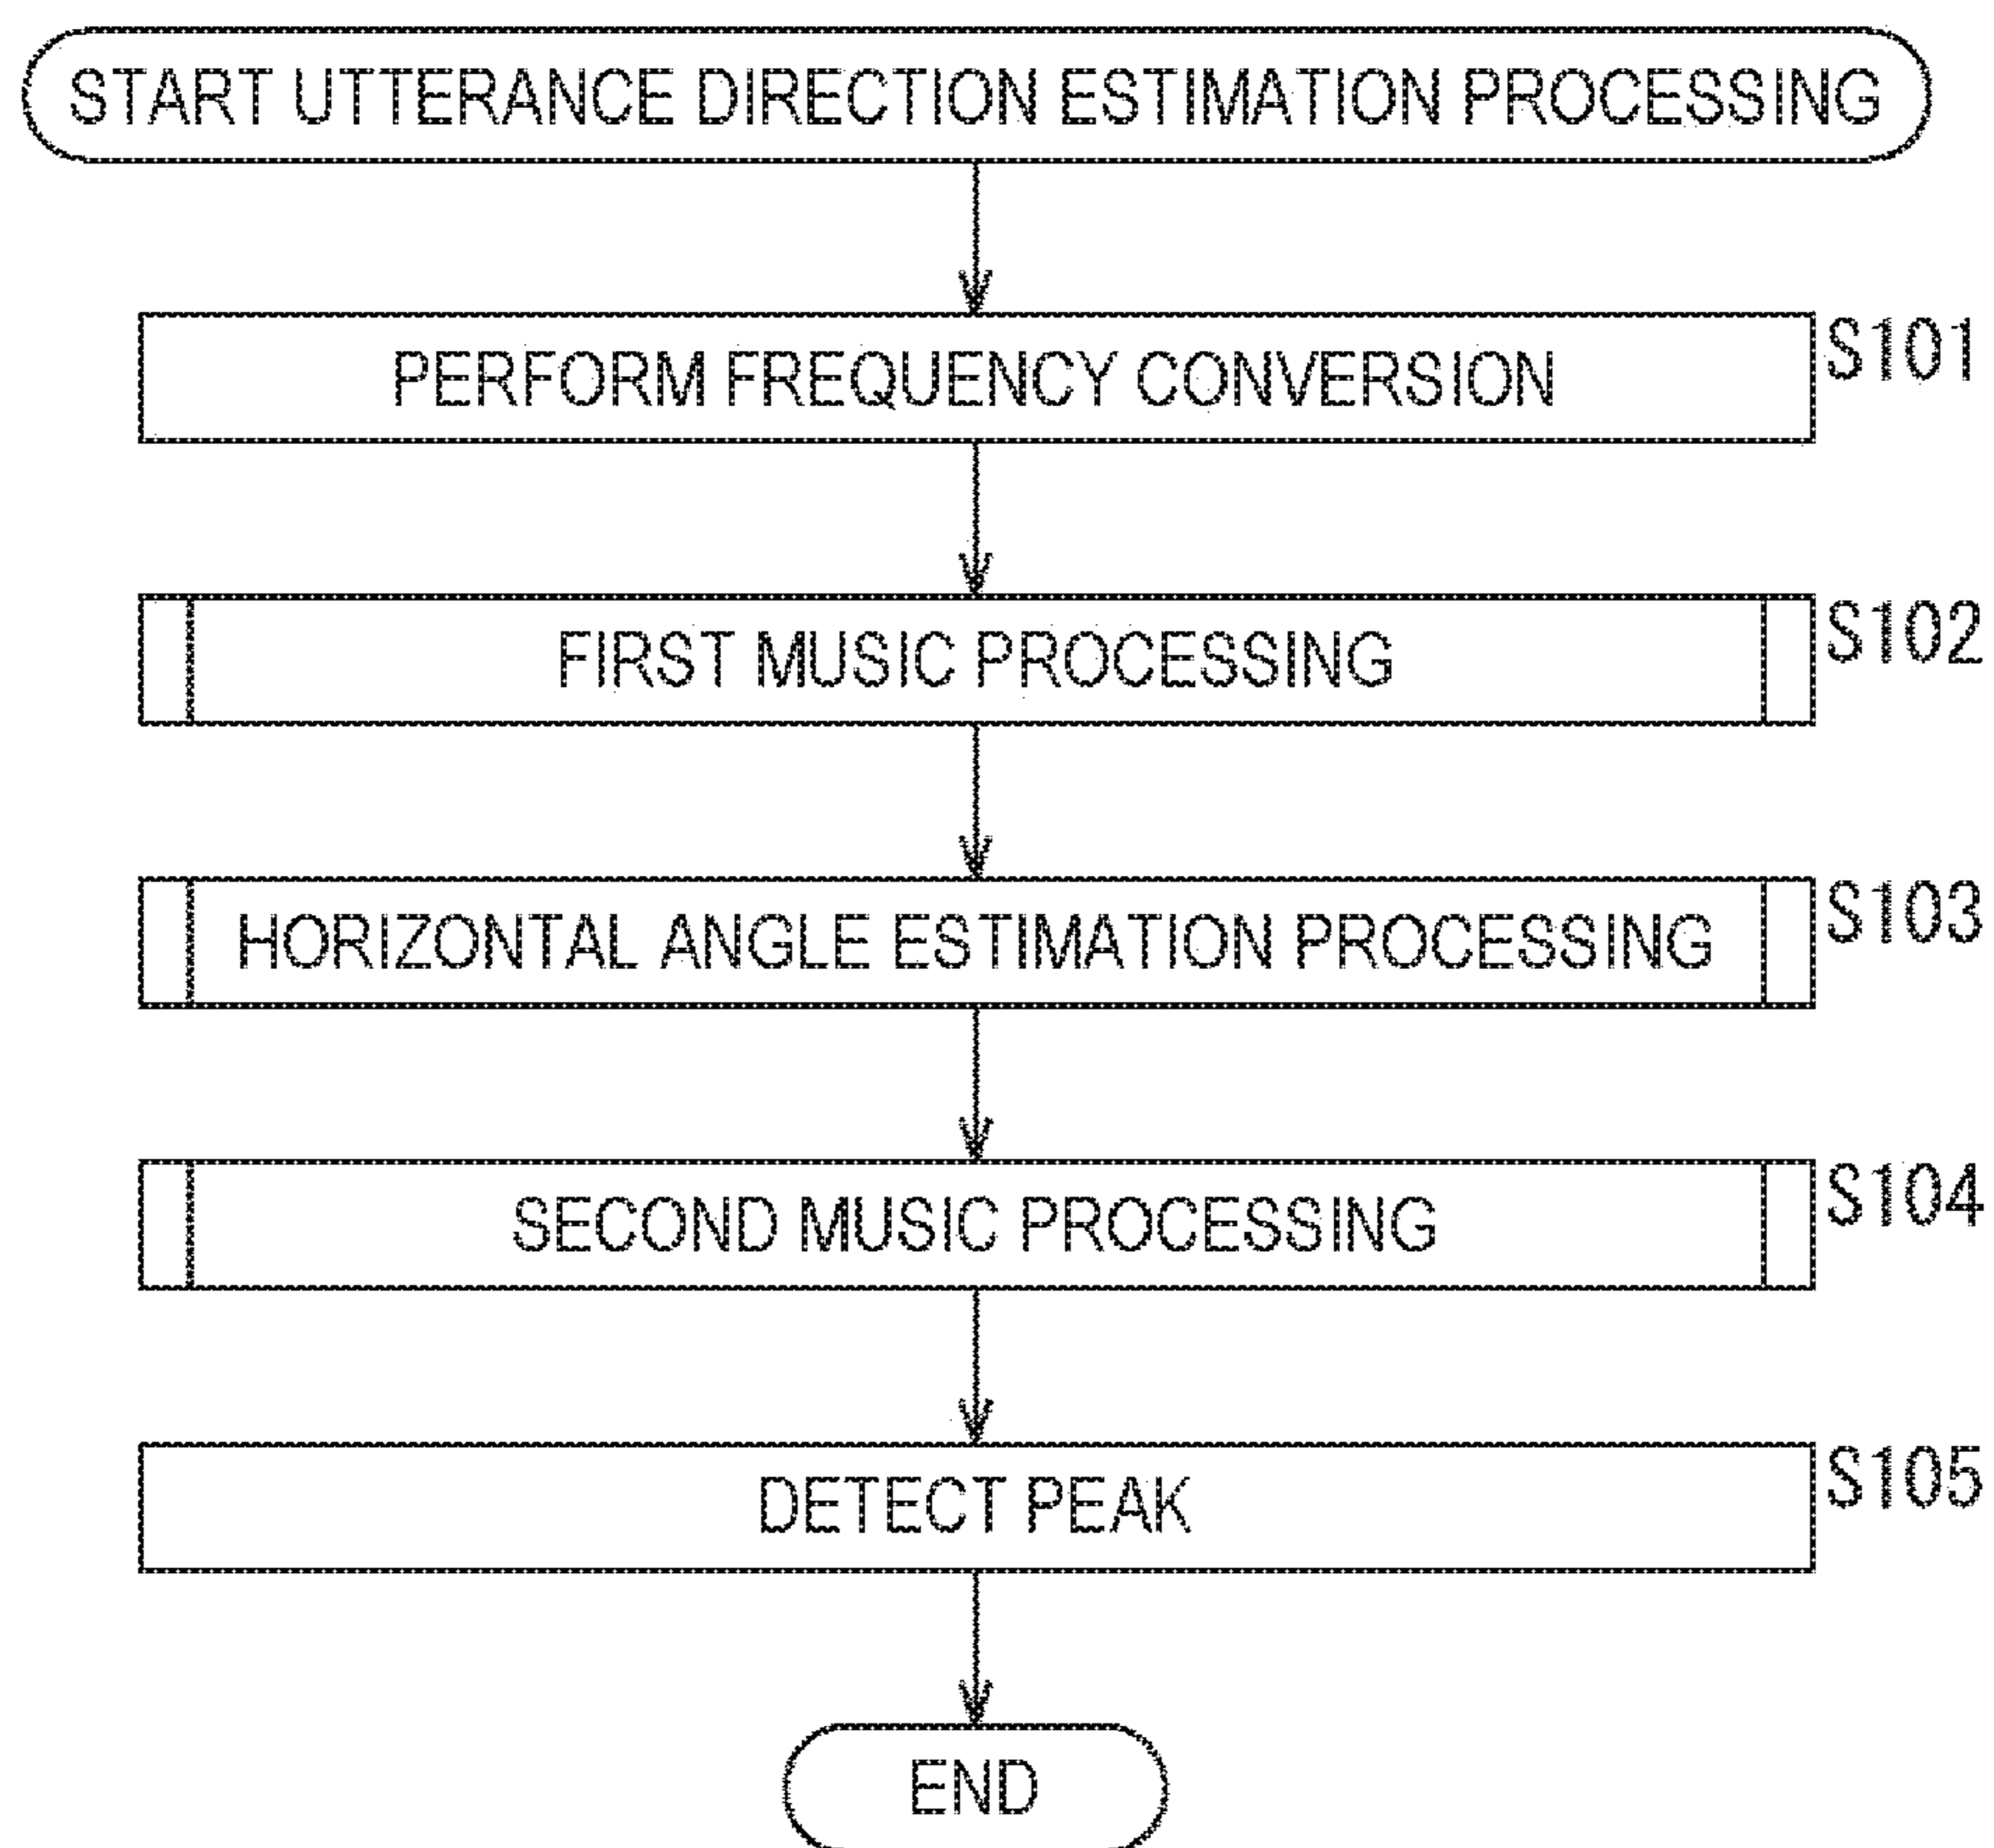 START UTTERANCE DIRECTION ESTIMATION PROCESSING
PERFORM FREQUENCY CONVERSION
S101
FIRST MUSIC PROCESSING
S102
HORIZONTAL ANGLE ESTIMATION PROCESSING
S103
SECOND MUSIC PROCESSING
S104
DETECT PEAK
S105
END